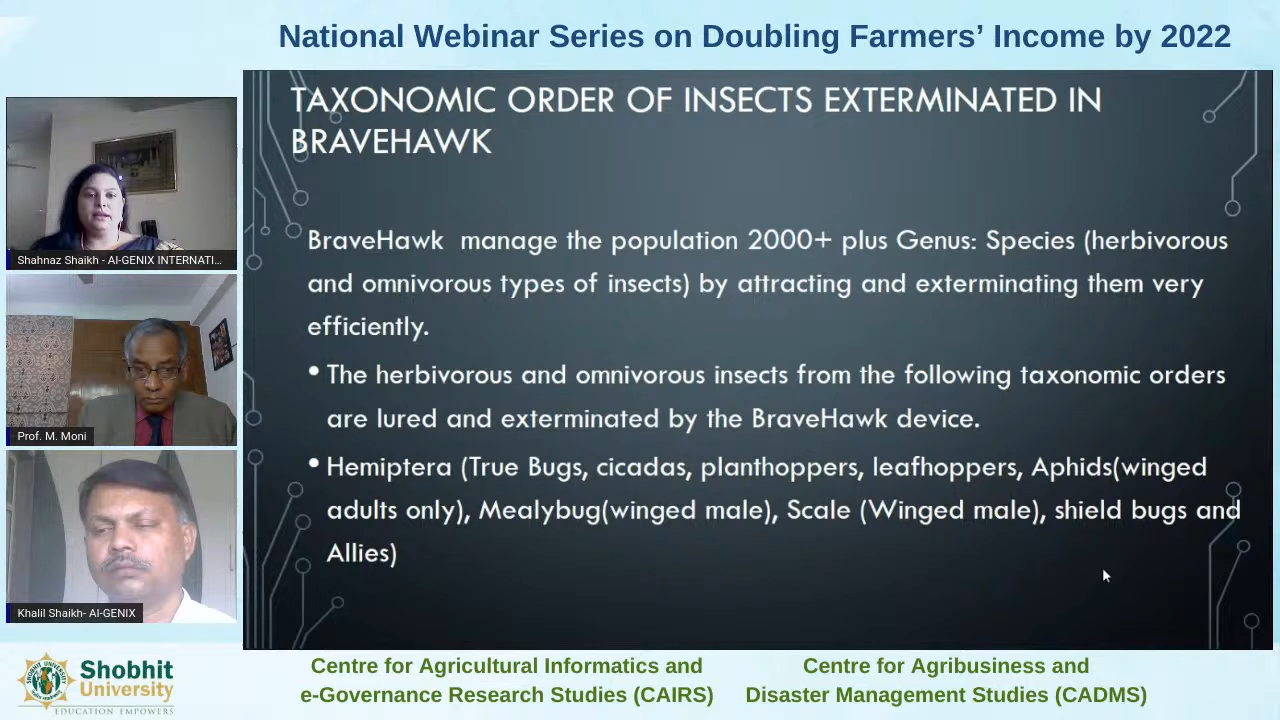 National Webinar Series on Doubling Farmers' Income by 2022
TAXONOMIC ORDER OF INSECTS EXTERMINATED IN
BRAVEHAWK
BraveHawk manage the population 2000+ plus Genus: Species (herbivorous
and omnivorous types of insects) by attracting and exterminating them very
efficiently.
• The herbivorous and omnivorous insects from the following taxonomic orders
are lured and exterminated by the BraveHawk device.
• Hemiptera (True Bugs, cicadas, planthoppers, leafhoppers, Aphids(winged
adults only), Mealybug(winged male), Scale (Winged male), shield bugs and
Allies)
Shahnaz Shaikh - AI-GENIX INTERNATI...
Prof. M. Moni
Khalil Shaikh- AI-GENIX
Shobhit
University
EDUCATION EMPOWERS
Centre for Agricultural Informatics and
e-Governance Research Studies (CAIRS)
Centre for Agribusiness and
Disaster Management Studies (CADMS)